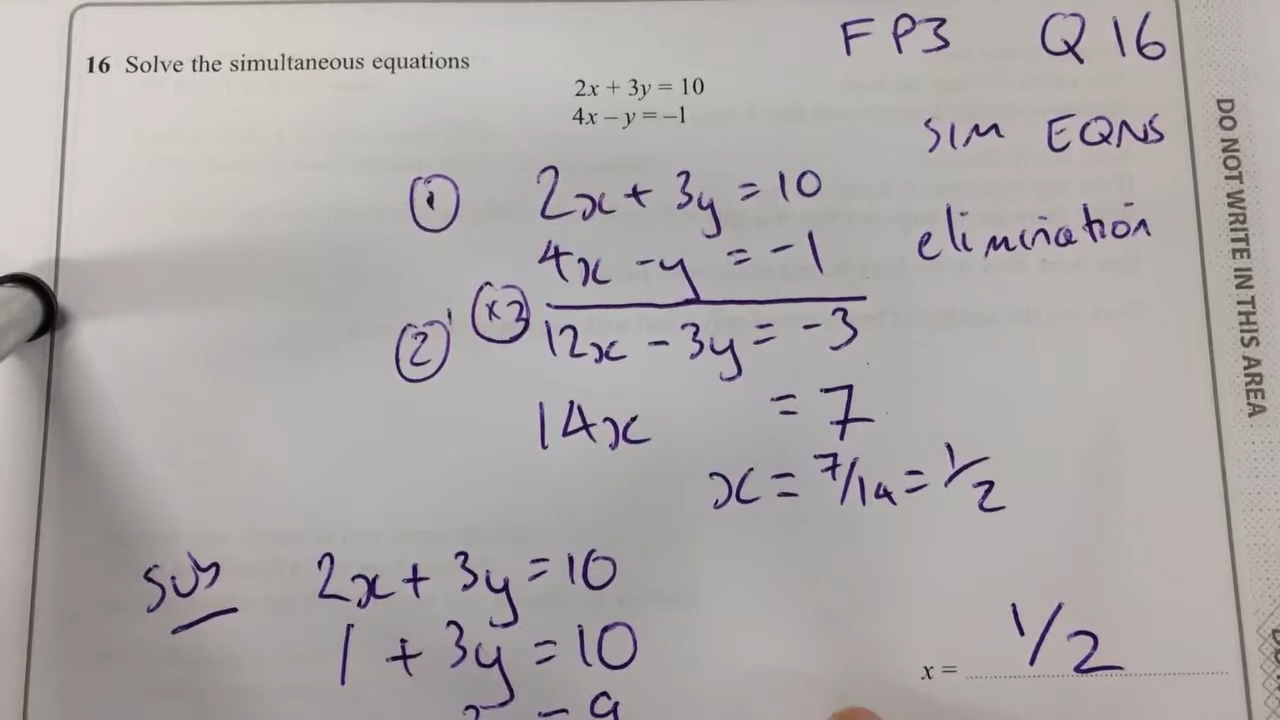 FP3 Q16
16 Solve the simultaneous equations
2x + 3y = 10
4x – y = –1
SIM EQNS
① 2x + 3y = 10
4x - y = -1
elimination
②' ×3 12x - 3y = -3
14x = 7
x = 7/14 = 1/2
Sub 2x + 3y = 10
1 + 3y = 10
= 9
x = 1/2
DO NOT WRITE IN THIS AREA